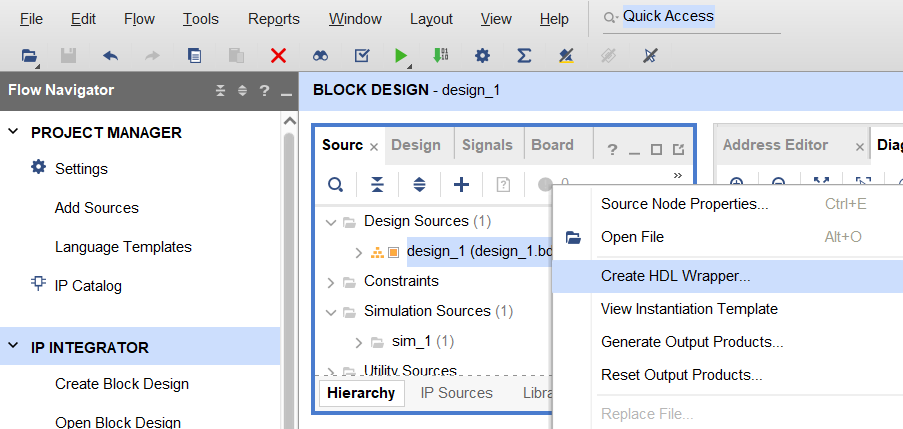 File Edit Flow Tools Reports Window Layout View Help Quick Access
Flow Navigator
BLOCK DESIGN - design_1
PROJECT MANAGER
Settings
Add Sources
Language Templates
IP Catalog
IP INTEGRATOR
Create Block Design
Open Block Design
Sourc Design Signals Board
Address Editor
Design Sources (1)
design_1 (design_1.bd
Constraints
Simulation Sources (1)
sim_1 (1)
Utility Sources
Hierarchy IP Sources
Source Node Properties... Ctrl+E
Open File Alt+O
Create HDL Wrapper...
View Instantiation Template
Generate Output Products...
Reset Output Products...
Replace File...